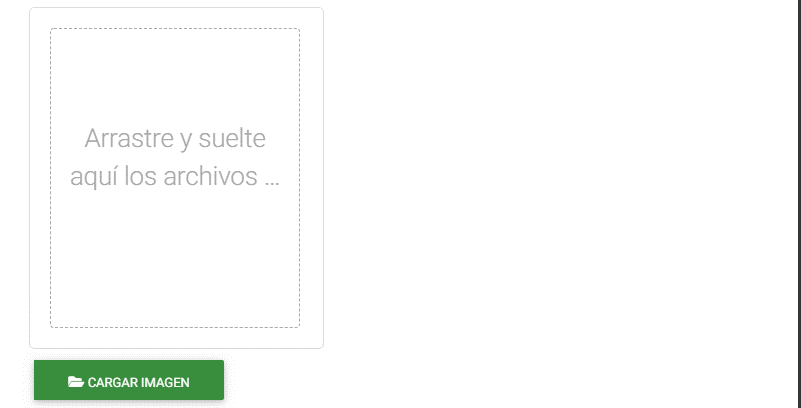 Arrastre y suelte
aquí los archivos ...
CARGAR IMAGEN